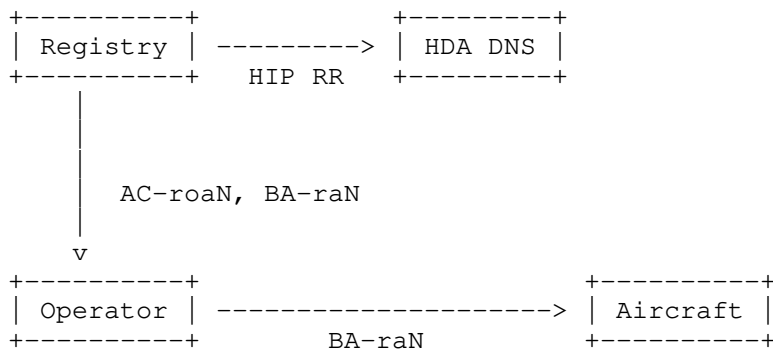 Registry HDA DNS
HIP RR
AC-roaN, BA-raN
Operator Aircraft
BA-raN